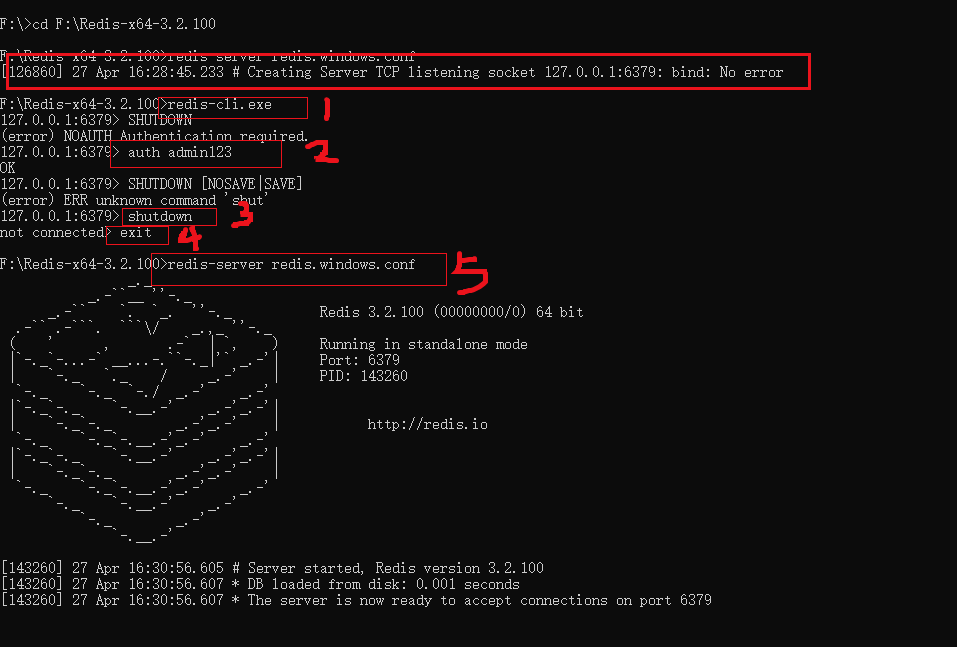 F:\>cd F:\Redis-x64-3.2.100
F:\Redis-x64-3.2.100>redis-server redis.windows.conf
[126860] 27 Apr 16:28:45.233 # Creating Server TCP listening socket 127.0.0.1:6379: bind: No error
F:\Redis-x64-3.2.100>redis-cli.exe 1
127.0.0.1:6379> SHUTDOWN
(error) NOAUTH Authentication required.
127.0.0.1:6379> auth admin123 2
OK
127.0.0.1:6379> SHUTDOWN [NOSAVE|SAVE]
(error) ERR unknown command 'shut'
127.0.0.1:6379> shutdown 3
not connected> exit 4
F:\Redis-x64-3.2.100>redis-server redis.windows.conf 5
Redis 3.2.100 (00000000/0) 64 bit
Running in standalone mode
Port: 6379
PID: 143260
http://redis.io
[143260] 27 Apr 16:30:56.605 # Server started, Redis version 3.2.100
[143260] 27 Apr 16:30:56.607 * DB loaded from disk: 0.001 seconds
[143260] 27 Apr 16:30:56.607 * The server is now ready to accept connections on port 6379